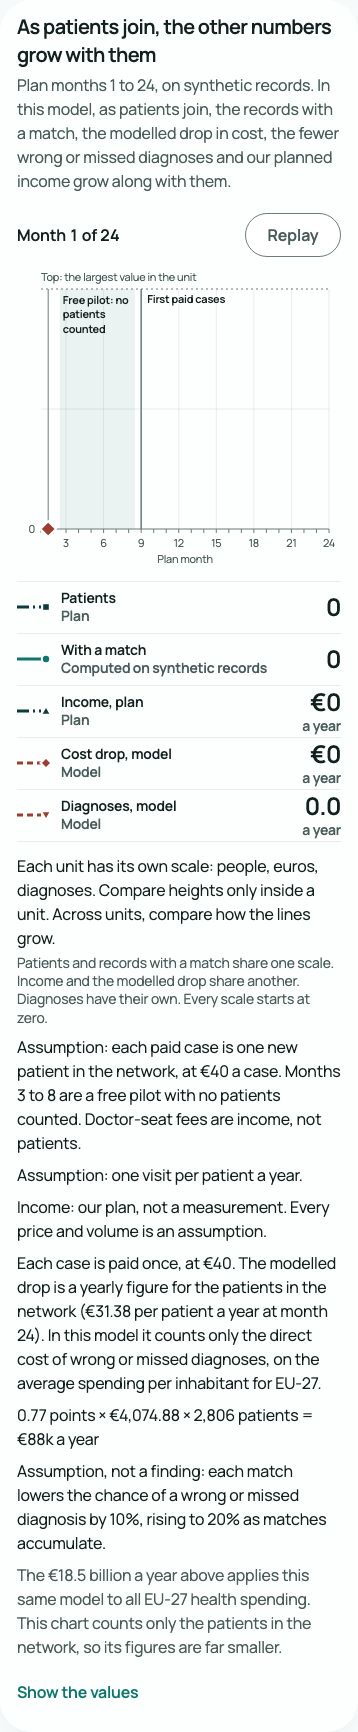 As patients join, the other numbers
grow with them
Plan months 1 to 24, on synthetic records. In
this model, as patients join, the records with
a match, the modelled drop in cost, the fewer
wrong or missed diagnoses and our planned
income grow along with them.
Month 1 of 24
Replay
Top: the largest value in the unit
Free pilot: no
patients
counted
First paid cases
0
3 6 9 12 15 18 21 24
Plan month
Patients
Plan
0
With a match
Computed on synthetic records
0
Income, plan
Plan
€0
a year
Cost drop, model
Model
€0
a year
Diagnoses, model
Model
0.0
a year
Each unit has its own scale: people, euros,
diagnoses. Compare heights only inside a
unit. Across units, compare how the lines
grow.
Patients and records with a match share one scale.
Income and the modelled drop share another.
Diagnoses have their own. Every scale starts at
zero.
Assumption: each paid case is one new
patient in the network, at €40 a case. Months
3 to 8 are a free pilot with no patients
counted. Doctor-seat fees are income, not
patients.
Assumption: one visit per patient a year.
Income: our plan, not a measurement. Every
price and volume is an assumption.
Each case is paid once, at €40. The modelled
drop is a yearly figure for the patients in the
network (€31.38 per patient a year at month
24). In this model it counts only the direct
cost of wrong or missed diagnoses, on the
average spending per inhabitant for EU-27.
0.77 points × €4,074.88 × 2,806 patients =
€88k a year
Assumption, not a finding: each match
lowers the chance of a wrong or missed
diagnosis by 10%, rising to 20% as matches
accumulate.
The €18.5 billion a year above applies this
same model to all EU-27 health spending.
This chart counts only the patients in the
network, so its figures are far smaller.
Show the values